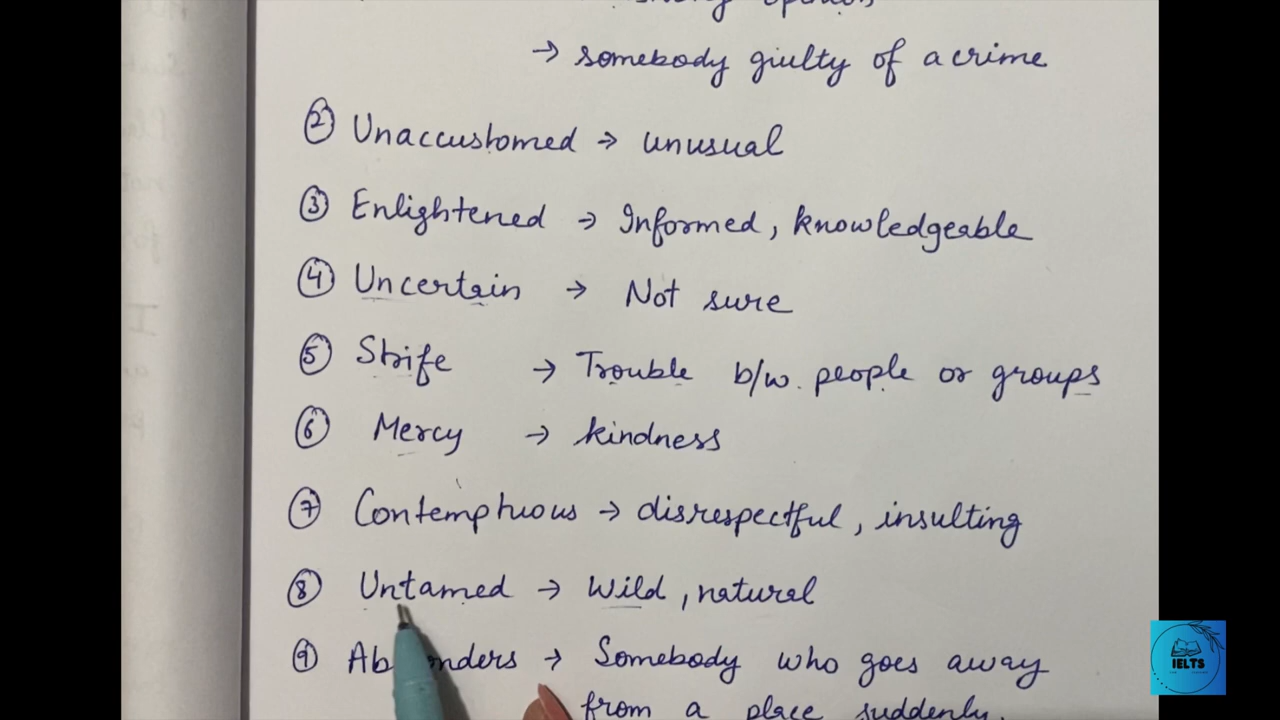 → somebody giulty of a crime
② Unaccustomed → unusual
③ Enlightened → Informed, knowledgeable
④ Uncertain → Not sure
⑤ Strife → Trouble b/w. people or groups
⑥ Mercy → kindness
⑦ Contemptuous → disrespectful, insulting
⑧ Untamed → Wild, natural
⑨ → Somebody who goes away
from a place suddenly.
IELTS